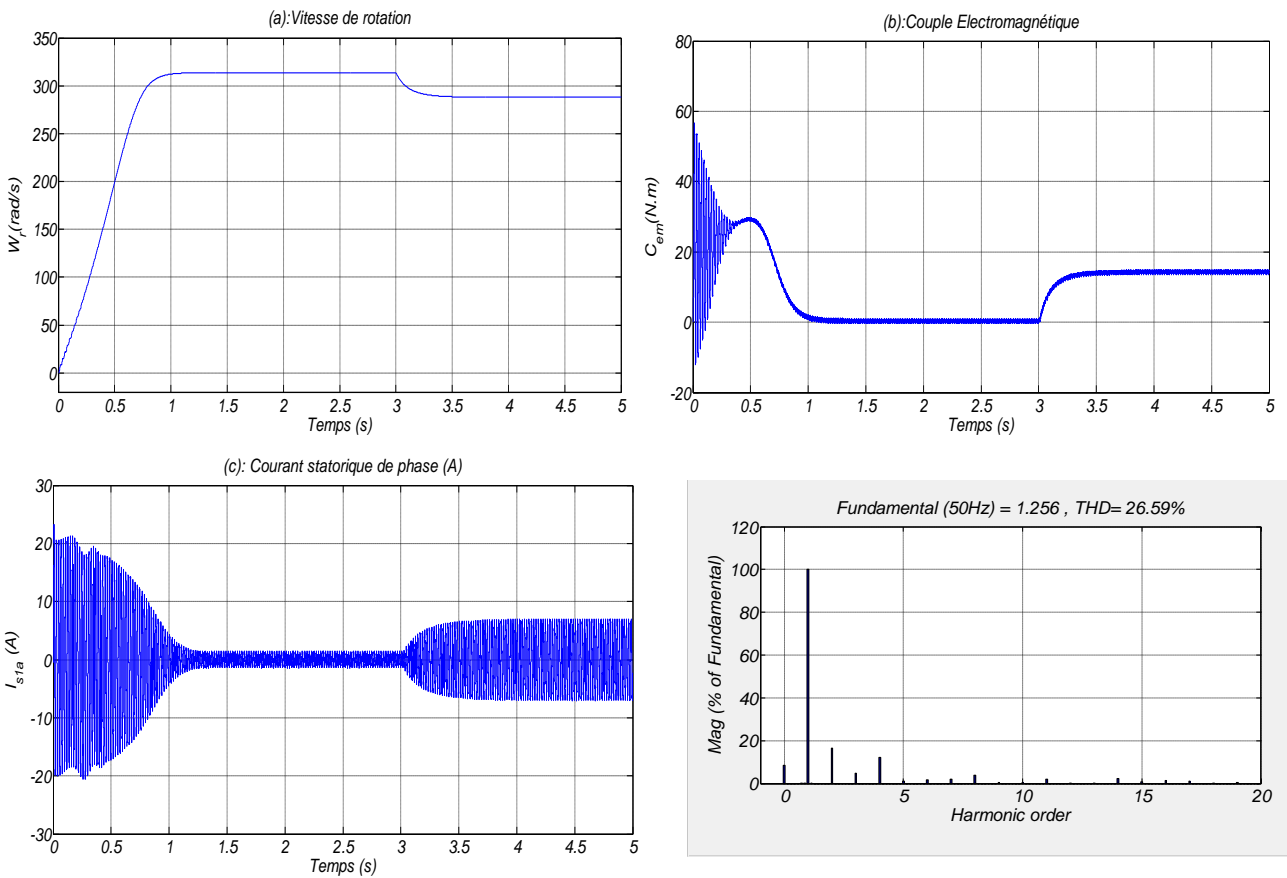 (a):Vitesse de rotation
350
300
250
200
150
100
50
0
W_r(rad/s)
0 0.5 1 1.5 2 2.5 3 3.5 4 4.5 5
Temps (s)
(b):Couple Electromagnétique
80
60
40
20
0
-20
C_em(N.m)
0 0.5 1 1.5 2 2.5 3 3.5 4 4.5 5
Temps (s)
(c): Courant statorique de phase (A)
30
20
10
0
-10
-20
-30
I_s1a (A)
0 0.5 1 1.5 2 2.5 3 3.5 4 4.5 5
Temps (s)
Fundamental (50Hz) = 1.256 , THD= 26.59%
120
100
80
60
40
20
0
Mag (% of Fundamental)
0 5 10 15 20
Harmonic order